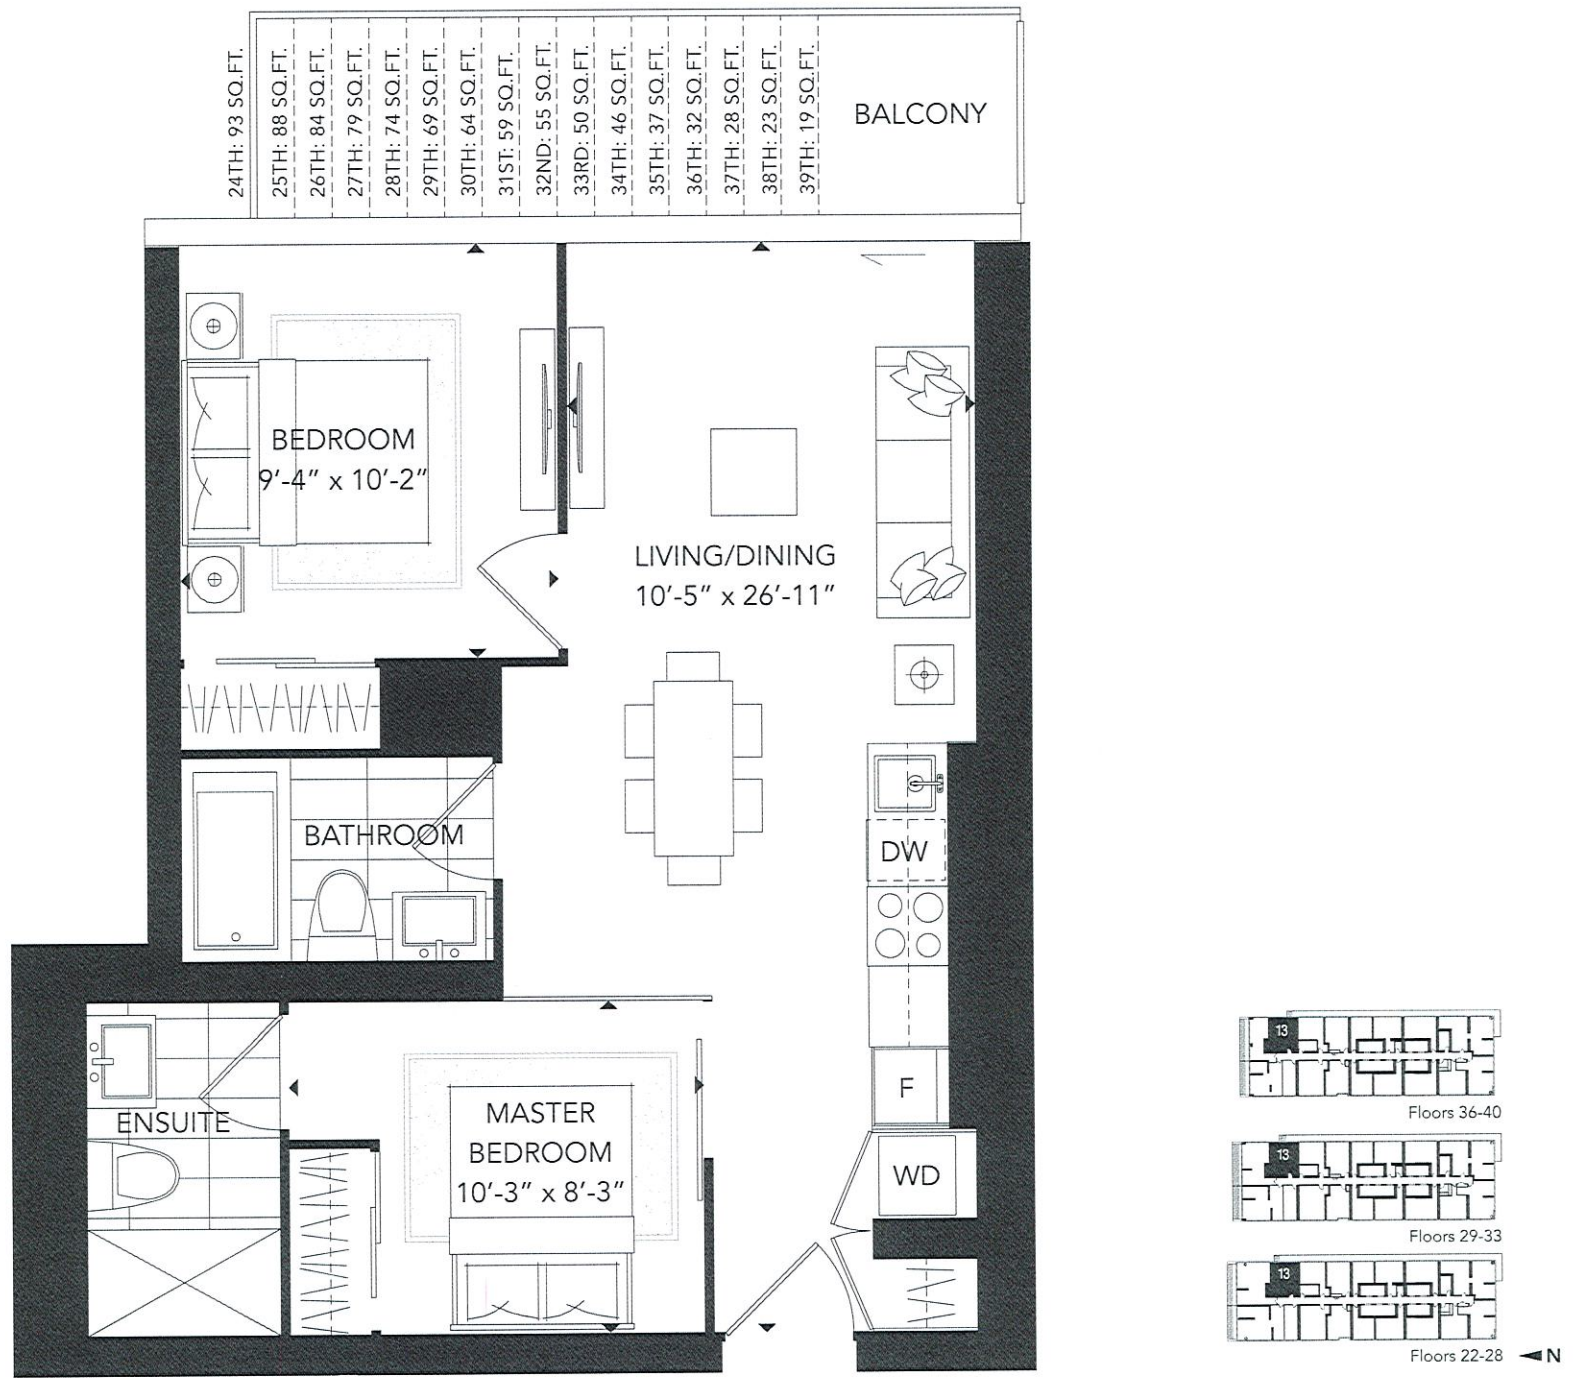 24TH: 93 SQ.FT.
25TH: 88 SQ.FT.
26TH: 84 SQ.FT.
27TH: 79 SQ.FT.
28TH: 74 SQ.FT.
29TH: 69 SQ.FT.
30TH: 64 SQ.FT.
31ST: 59 SQ.FT.
32ND: 55 SQ.FT.
33RD: 50 SQ.FT.
34TH: 46 SQ.FT.
35TH: 37 SQ.FT.
36TH: 32 SQ.FT.
37TH: 28 SQ.FT.
38TH: 23 SQ.FT.
39TH: 19 SQ.FT.
BALCONY
BEDROOM
9'-4" x 10'-2"
LIVING/DINING
10'-5" x 26'-11"
BATHROOM
DW
F
ENSUITE
MASTER
BEDROOM
10'-3" x 8'-3"
WD
13
Floors 36-40
13
Floors 29-33
13
Floors 22-28
N